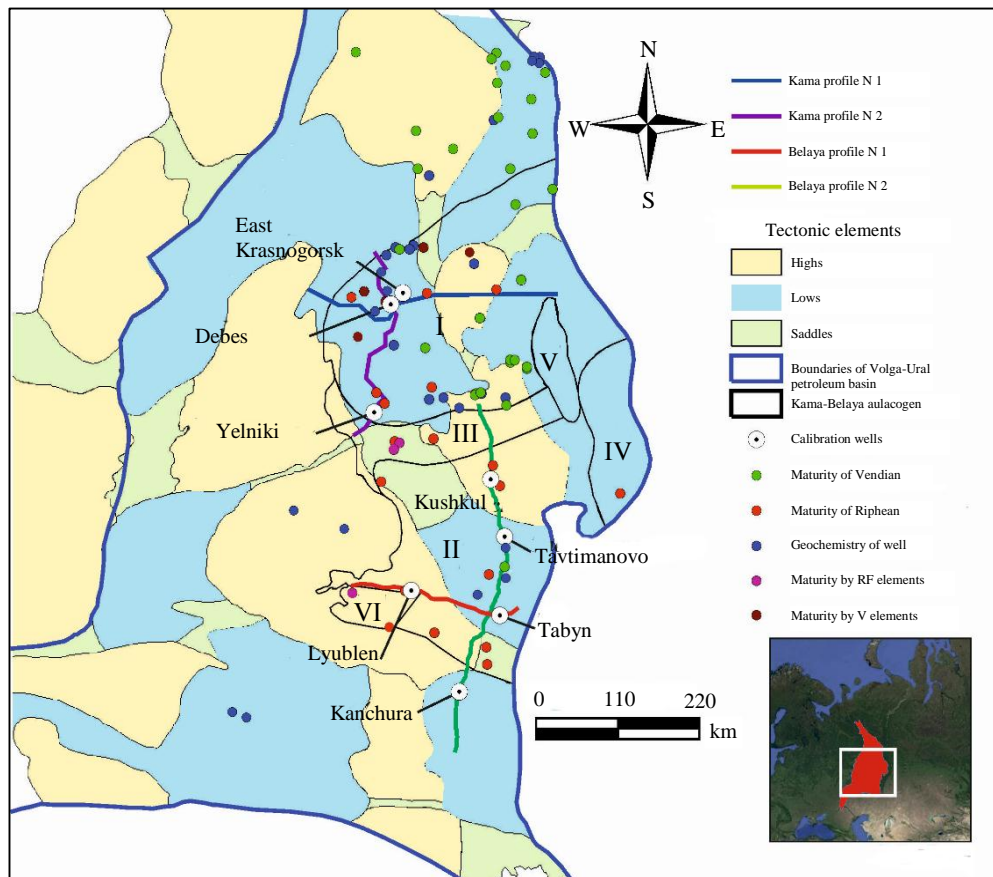 N
W
E
S
Kama profile N 1
Kama profile N 2
Belaya profile N 1
Belaya profile N 2
Tectonic elements
Highs
Lows
Saddles
Boundaries of Volga-Ural
petroleum basin
Kama-Belaya aulacogen
Calibration wells
Maturity of Vendian
Maturity of Riphean
Geochemistry of well
Maturity by RF elements
Maturity by V elements
East
Krasnogorsk
Debes
I
V
Yelniki
III
IV
Kushkul
II
Tavtimanovo
VI
Tabyn
Lyublen
Kanchura
0 110 220
km